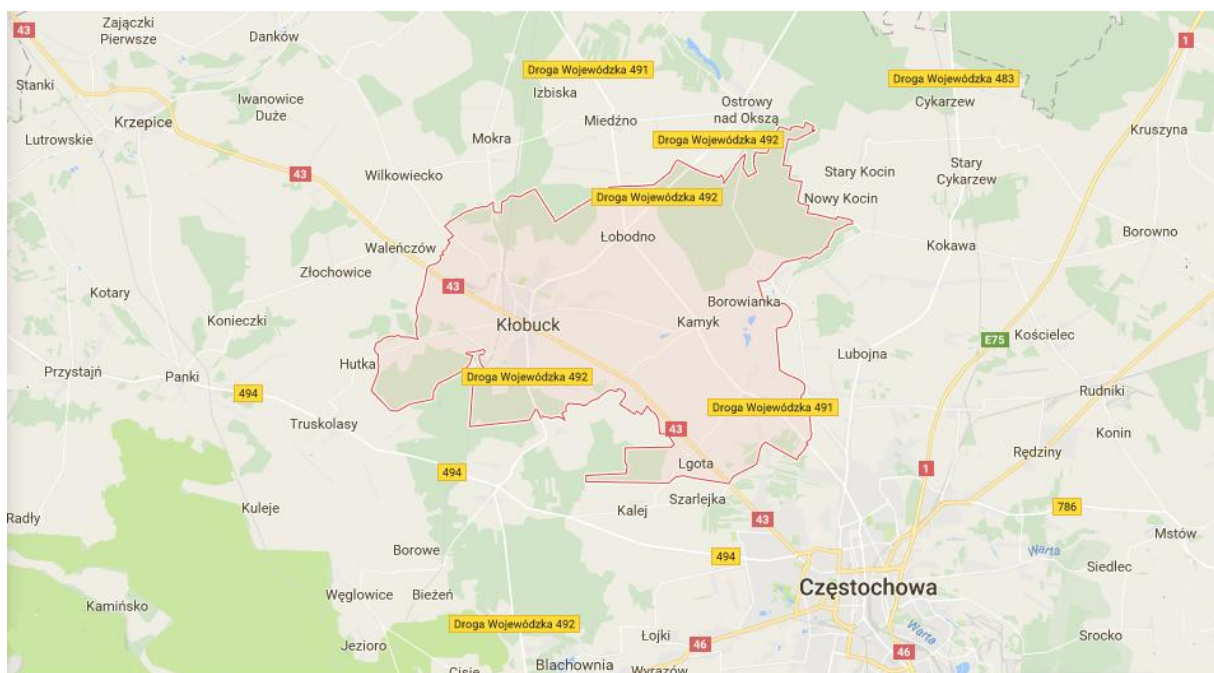 Zajączki
Pierwsze
43
Danków
1
Droga Wojewódzka 491
Izbiska
Droga Wojewódzka 483
Cykarzew
Stanki
Iwanowice
Duże
Ostrowy
nad Okszą
Krzepice
Miedźno
Kruszyna
Lutrowskie
Mokra
Droga Wojewódzka 492
43
Wilkowiecko
Stary Kocin
Stary
Cykarzew
Droga Wojewódzka 492
Nowy Kocin
Łobodno
Borowno
Waleńczów
Kokawa
Złochowice
43
Kotary
Borowianka
Konieczki
Kłobuck
Kamyk
Kościelec
E75
Lubojna
Hutka
Przystajń
Panki
Droga Wojewódzka 492
494
Rudniki
Droga Wojewódzka 491
Truskolasy
43
Konin
Rędziny
Lgota
494
1
Szarlejka
Kuleje
Kalej
786
Radły
43
Mstów
Borowe
494
Warta
Siedlec
Częstochowa
Węglowice
Bieżeń
Kamińsko
Droga Wojewódzka 492
Łojki
Warta
Srocko
Jezioro
46
46
Blachownia
Cisie
Wyrazów